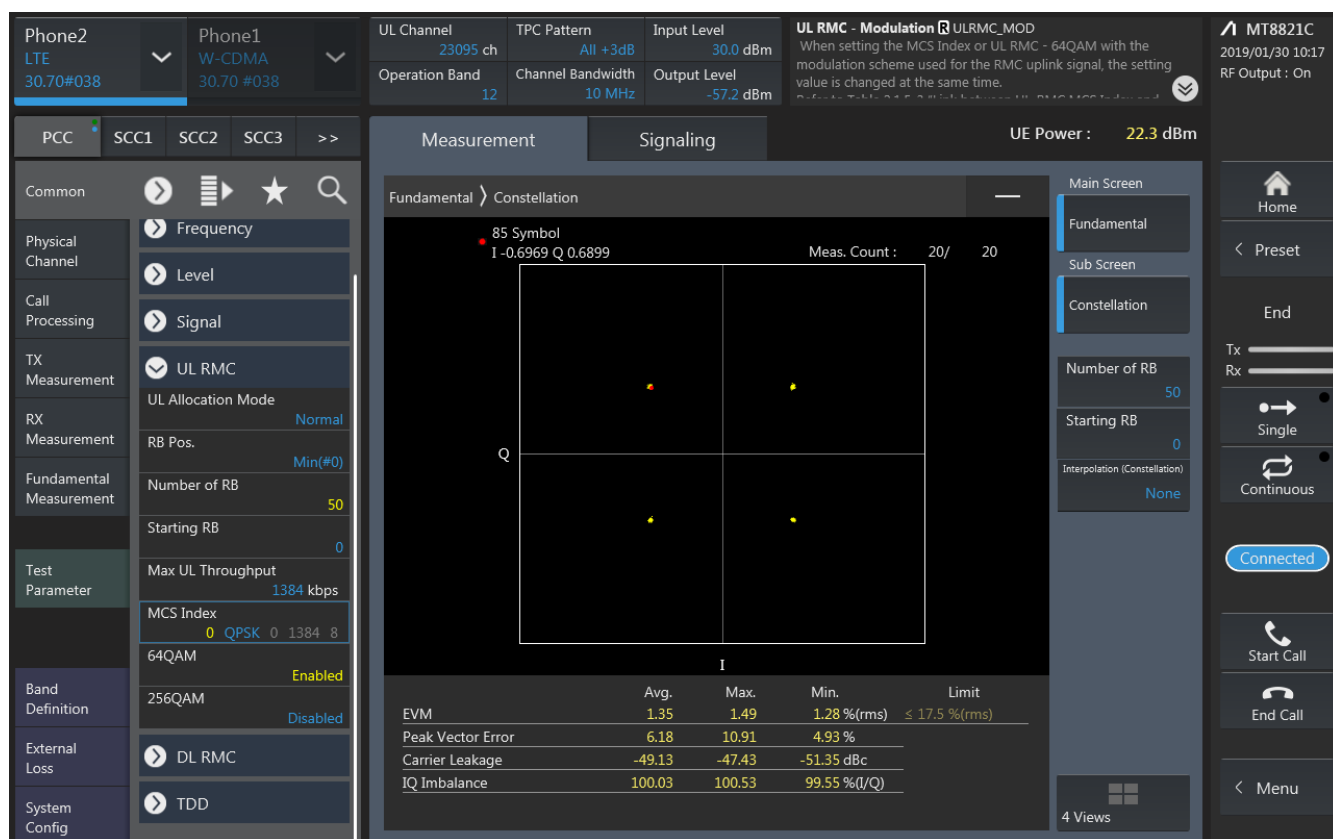 Phone2
LTE
30.70#038
Phone1
W-CDMA
30.70 #038
UL Channel
23095 ch
Operation Band
12
TPC Pattern
All +3dB
Channel Bandwidth
10 MHz
Input Level
30.0 dBm
Output Level
-57.2 dBm
UL RMC - Modulation R ULRMC_MOD
When setting the MCS Index or UL RMC - 64QAM with the
modulation scheme used for the RMC uplink signal, the setting
value is changed at the same time.
MT8821C
2019/01/30 10:17
RF Output : On
PCC SCC1 SCC2 SCC3 >>
Measurement
Signaling
UE Power : 22.3 dBm
Common
Physical
Channel
Call
Processing
TX
Measurement
RX
Measurement
Fundamental
Measurement
Test
Parameter
Band
Definition
External
Loss
System
Config
Frequency
Level
Signal
UL RMC
UL Allocation Mode
Normal
RB Pos.
Min(#0)
Number of RB
50
Starting RB
0
Max UL Throughput
1384 kbps
MCS Index
0 QPSK 0 1384 8
64QAM
Enabled
256QAM
Disabled
DL RMC
TDD
Fundamental > Constellation
85 Symbol
I -0.6969 Q 0.6899
Meas. Count : 20/ 20
Q
I
Avg. Max. Min. Limit
EVM 1.35 1.49 1.28 %(rms) ≤ 17.5 %(rms)
Peak Vector Error 6.18 10.91 4.93 %
Carrier Leakage -49.13 -47.43 -51.35 dBc
IQ Imbalance 100.03 100.53 99.55 %(I/Q)
Main Screen
Fundamental
Sub Screen
Constellation
Number of RB
50
Starting RB
0
Interpolation (Constellation)
None
4 Views
Home
< Preset
End
Tx
Rx
Single
Continuous
Connected
Start Call
End Call
< Menu